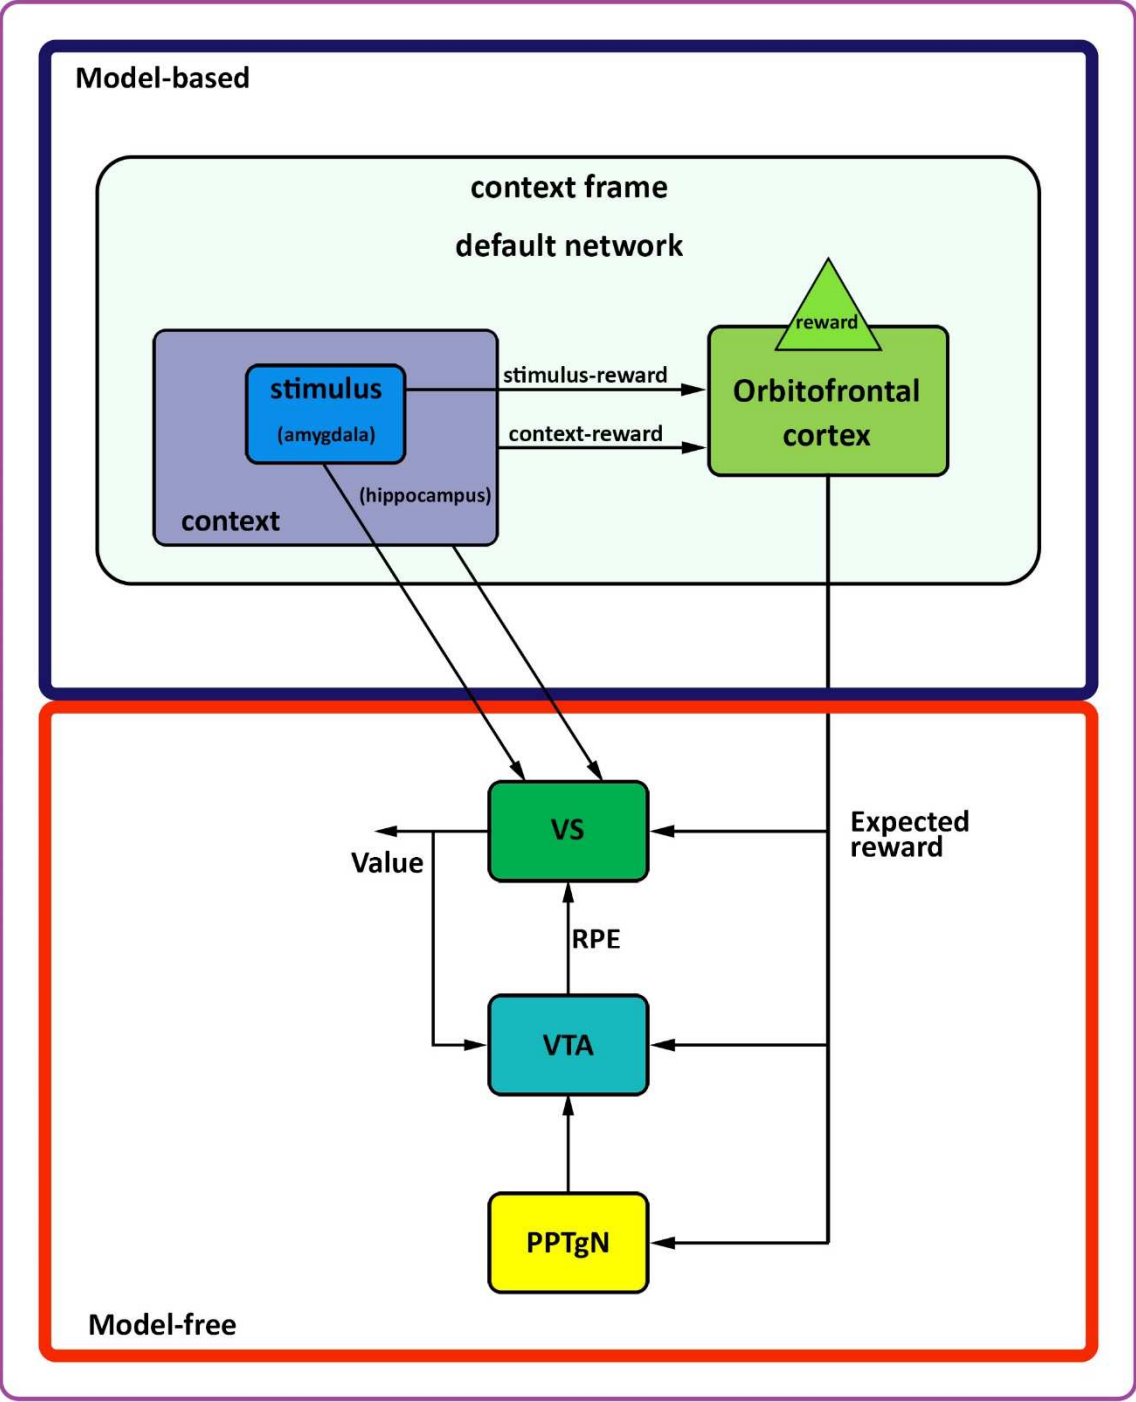 Model-based
context frame
default network
reward
stimulus
(amygdala)
stimulus-reward
context-reward
Orbitofrontal
cortex
(hippocampus)
context
VS
Expected
reward
Value
RPE
VTA
PPTgN
Model-free